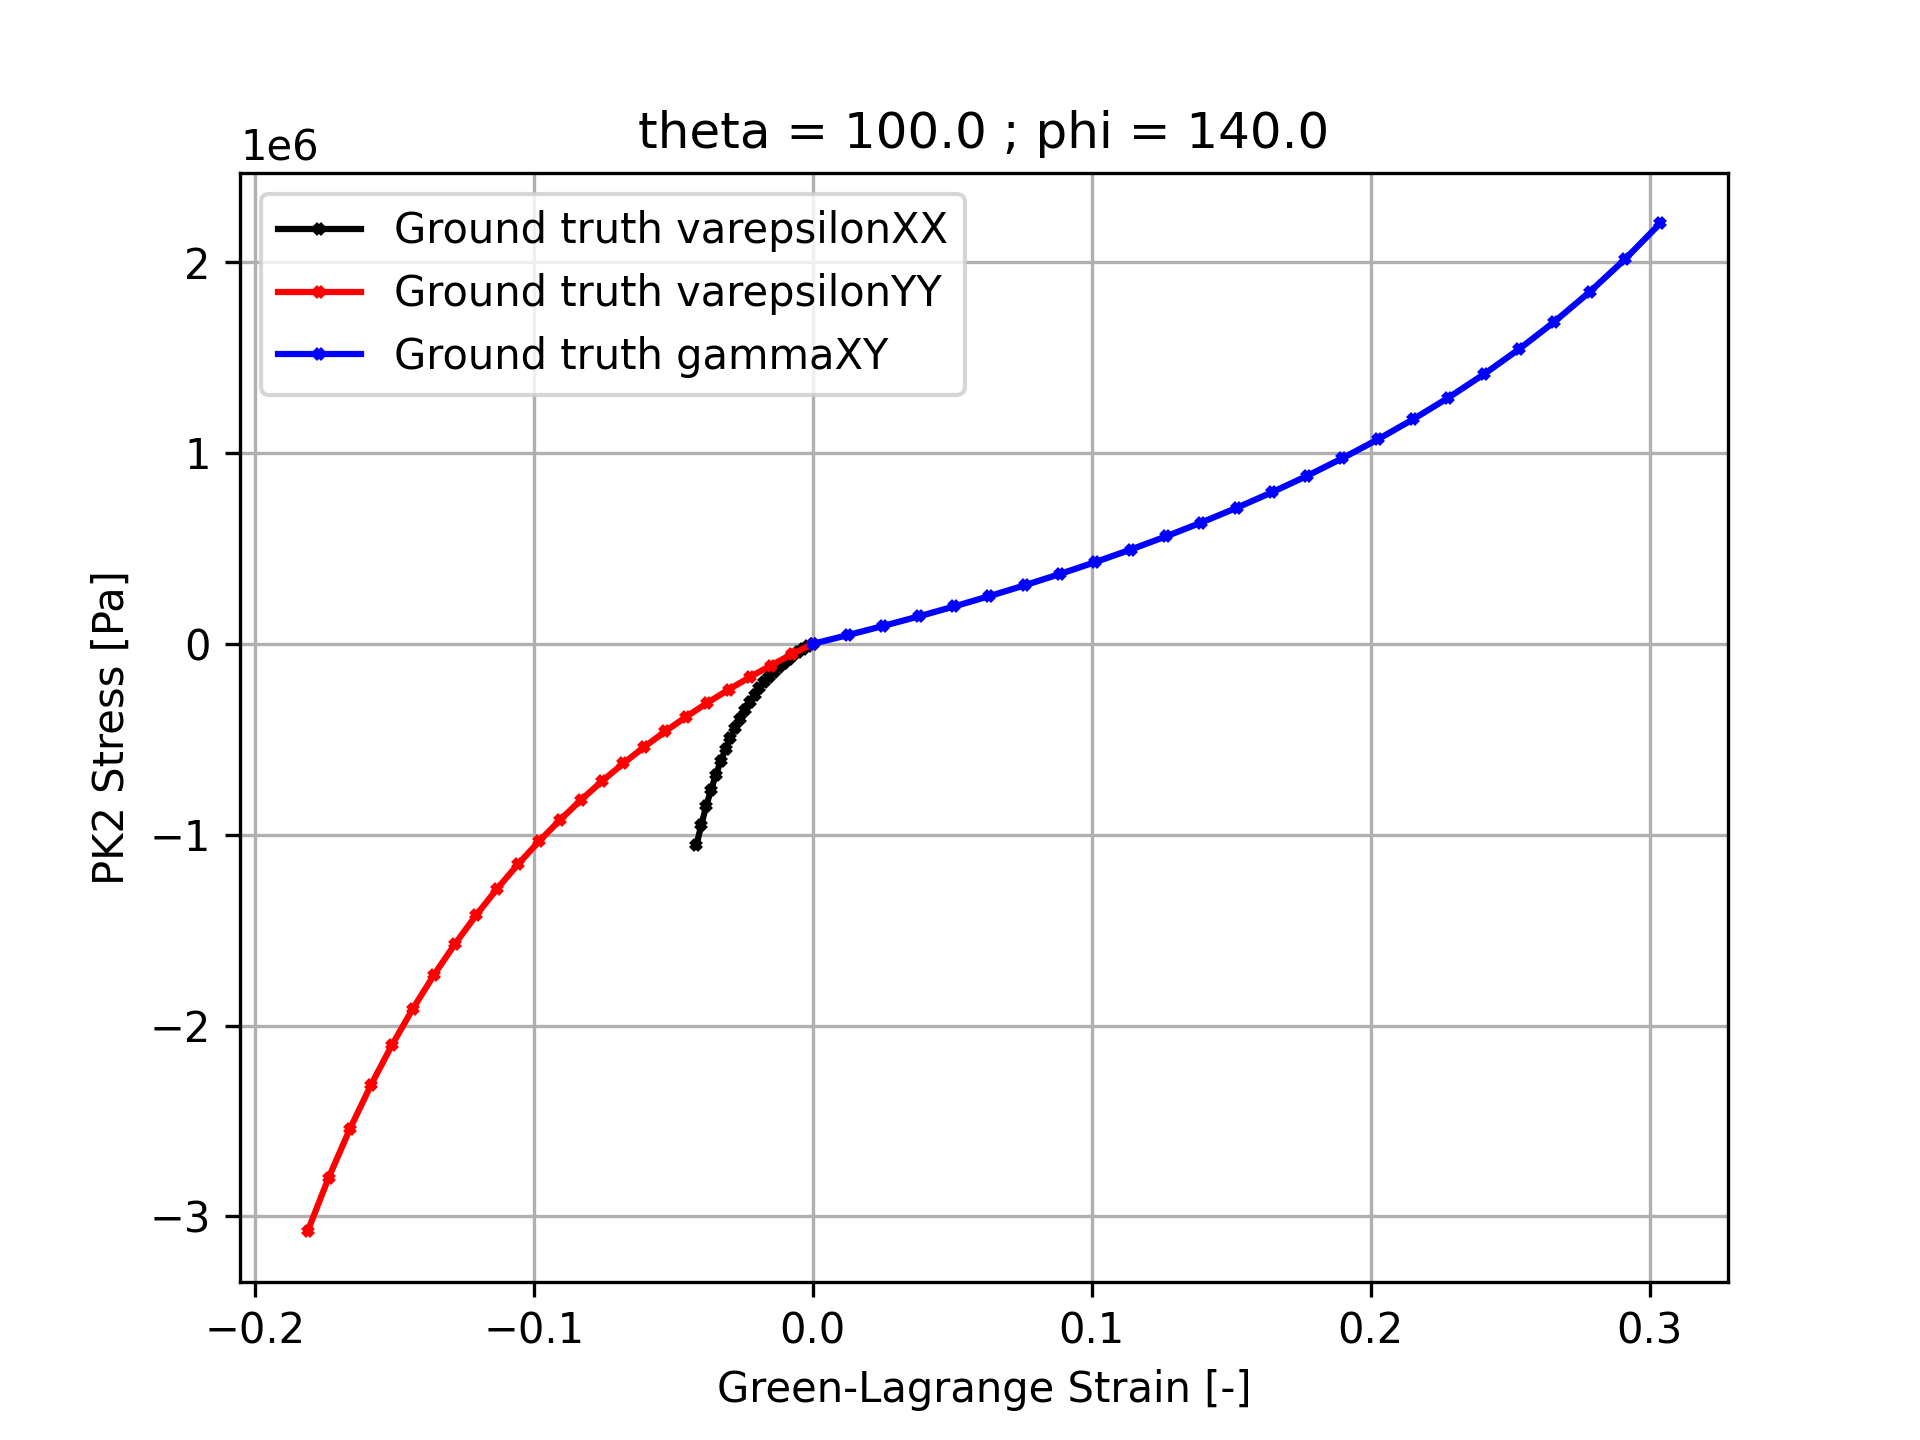 theta = 100.0 ; phi = 140.0
1e6
Ground truth varepsilonXX
Ground truth varepsilonYY
Ground truth gammaXY
2
1
0
−1
−2
−3
PK2 Stress [Pa]
−0.2 −0.1 0.0 0.1 0.2 0.3
Green-Lagrange Strain [-]